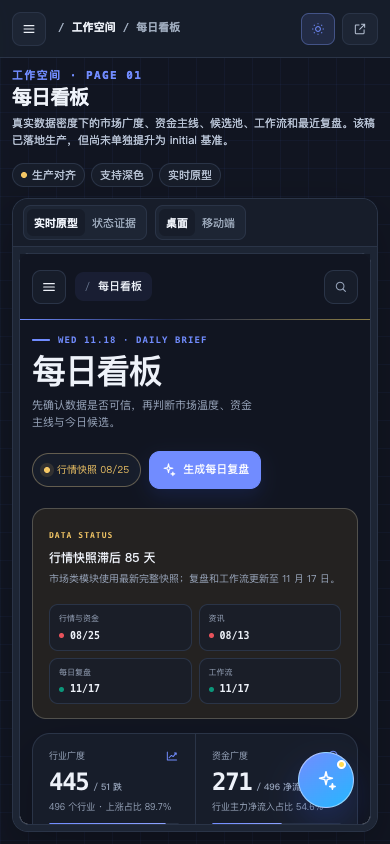 / 工作空间 / 每日看板
工作空间 · PAGE 01
每日看板
真实数据密度下的市场广度、资金主线、候选池、工作流和最近复盘。该稿
已落地生产，但尚未单独提升为 initial 基准。
生产对齐 支持深色 实时原型
实时原型 状态证据 桌面 移动端
/ 每日看板
WED 11.18 · DAILY BRIEF
每日看板
先确认数据是否可信，再判断市场温度、资金
主线与今日候选。
行情快照 08/25 生成每日复盘
DATA STATUS
行情快照滞后 85 天
市场类模块使用最新完整快照；复盘和工作流更新至 11 月 17 日。
行情与资金 资讯
08/25 08/13
每日复盘 工作流
11/17 11/17
行业广度 资金广度
445 / 51 跌 271 / 496 净流
496 个行业 · 上涨占比 89.7% 行业主力净流入占比 54.6%